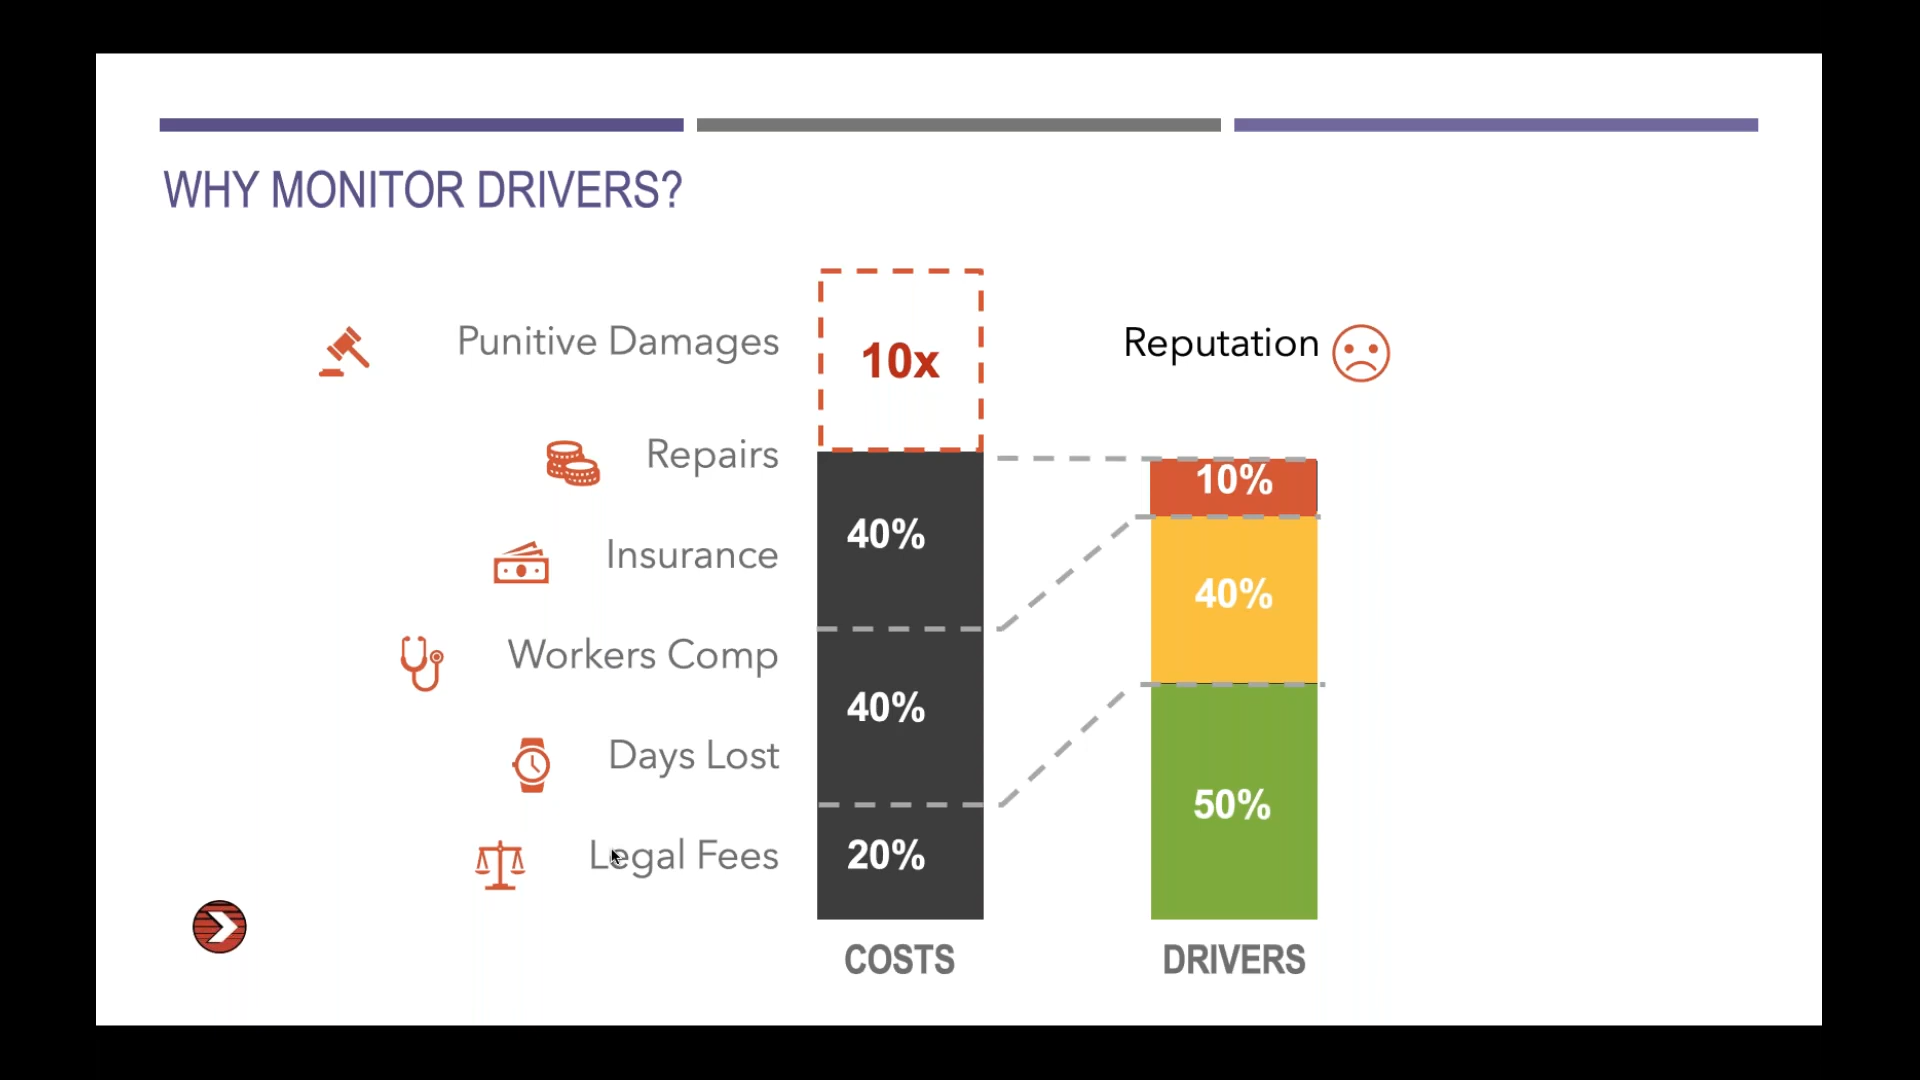 WHY MONITOR DRIVERS?
Punitive Damages
10x
Reputation
Repairs
10%
40%
Insurance
40%
Workers Comp
40%
Days Lost
50%
Legal Fees
20%
COSTS
DRIVERS